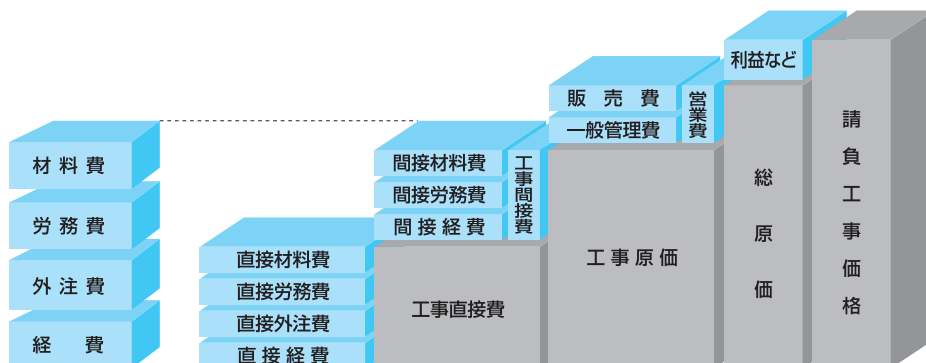 材料費
労務費
外注費
経費
直接材料費
直接労務費
直接外注費
直接経費
間接材料費
間接労務費
間接経費
工事間接費
工事直接費
販売費
一般管理費
営業費
工事原価
利益など
総原価
請負工事価格